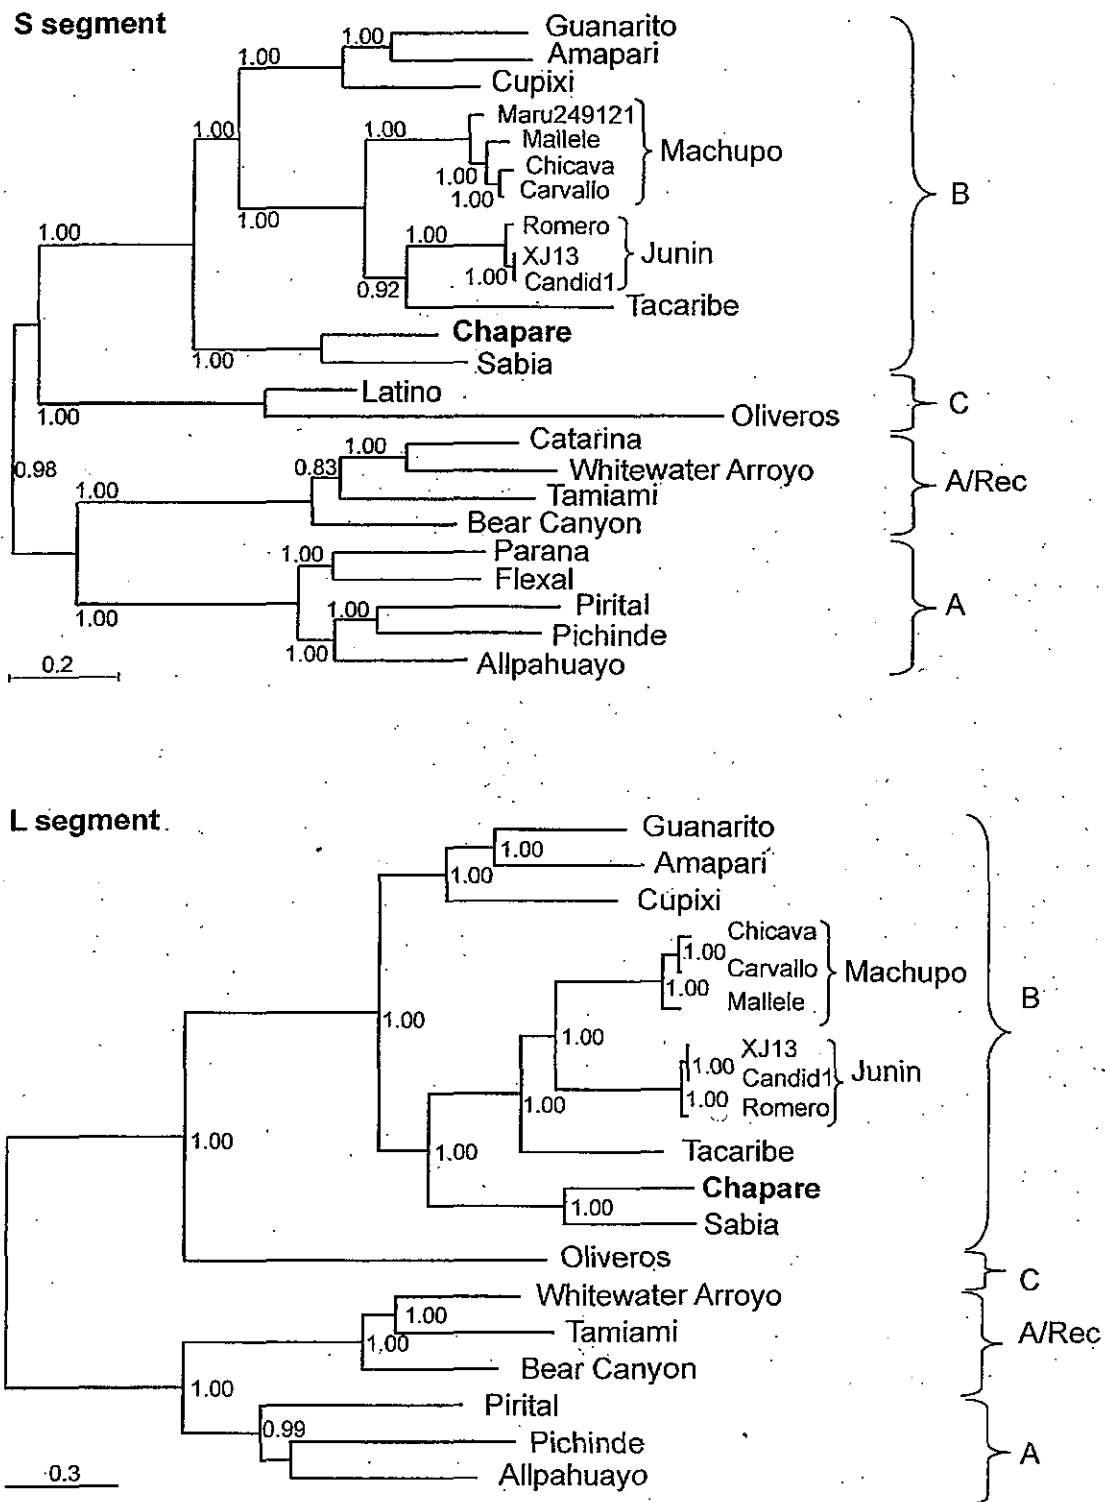 S segment
1.00 Guanarito
1.00 Amapari
Cupixi
1.00 1.00 Maru249121
Mallele
Machupo
1.00 Chicava
1.00 Carvallo
B
1.00
1.00 1.00 Romero
XJ13 Junin
1.00 Candid1
0.92
Tacaribe
Chapare
1.00 Sabia
Latino
1.00 C
Oliveros
1.00 Catarina
0.98 0.83 Whitewater Arroyo
A/Rec
1.00 Tamiami
Bear Canyon
1.00 Parana
Flexal
1.00 Pirital
A
1.00
Pichinde
1.00 Allpahuayo
0.2
L segment
Guanarito
1.00
Amapari
1.00
Cupixi
Chicava
1.00
Carvallo Machupo
1.00
Mallele
B
1.00 1.00
XJ13
1.00 Junin
Candid1
1.00 1.00 Romero
1.00 1.00 Tacaribe
Chapare
1.00
Sabia
Oliveros
C
Whitewater Arroyo
1.00
Tamiami A/Rec
1.00
Bear Canyon
1.00
Pirital
0.99
Pichinde A
0.3 Allpahuayo